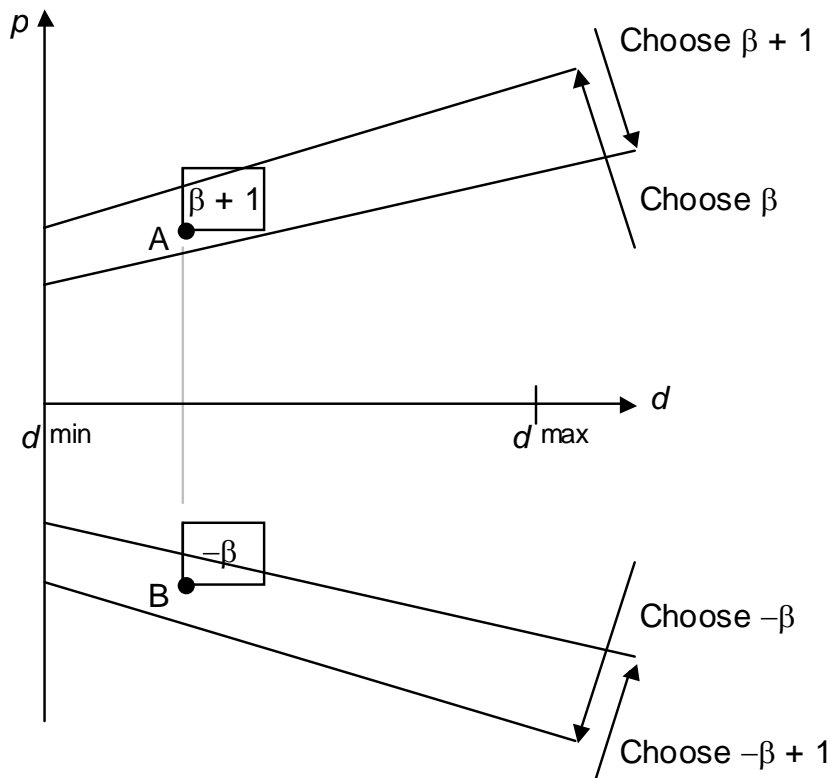 p
Choose β + 1
β + 1
Choose β
A
d
d min
d max
−β
B
Choose −β
Choose −β + 1